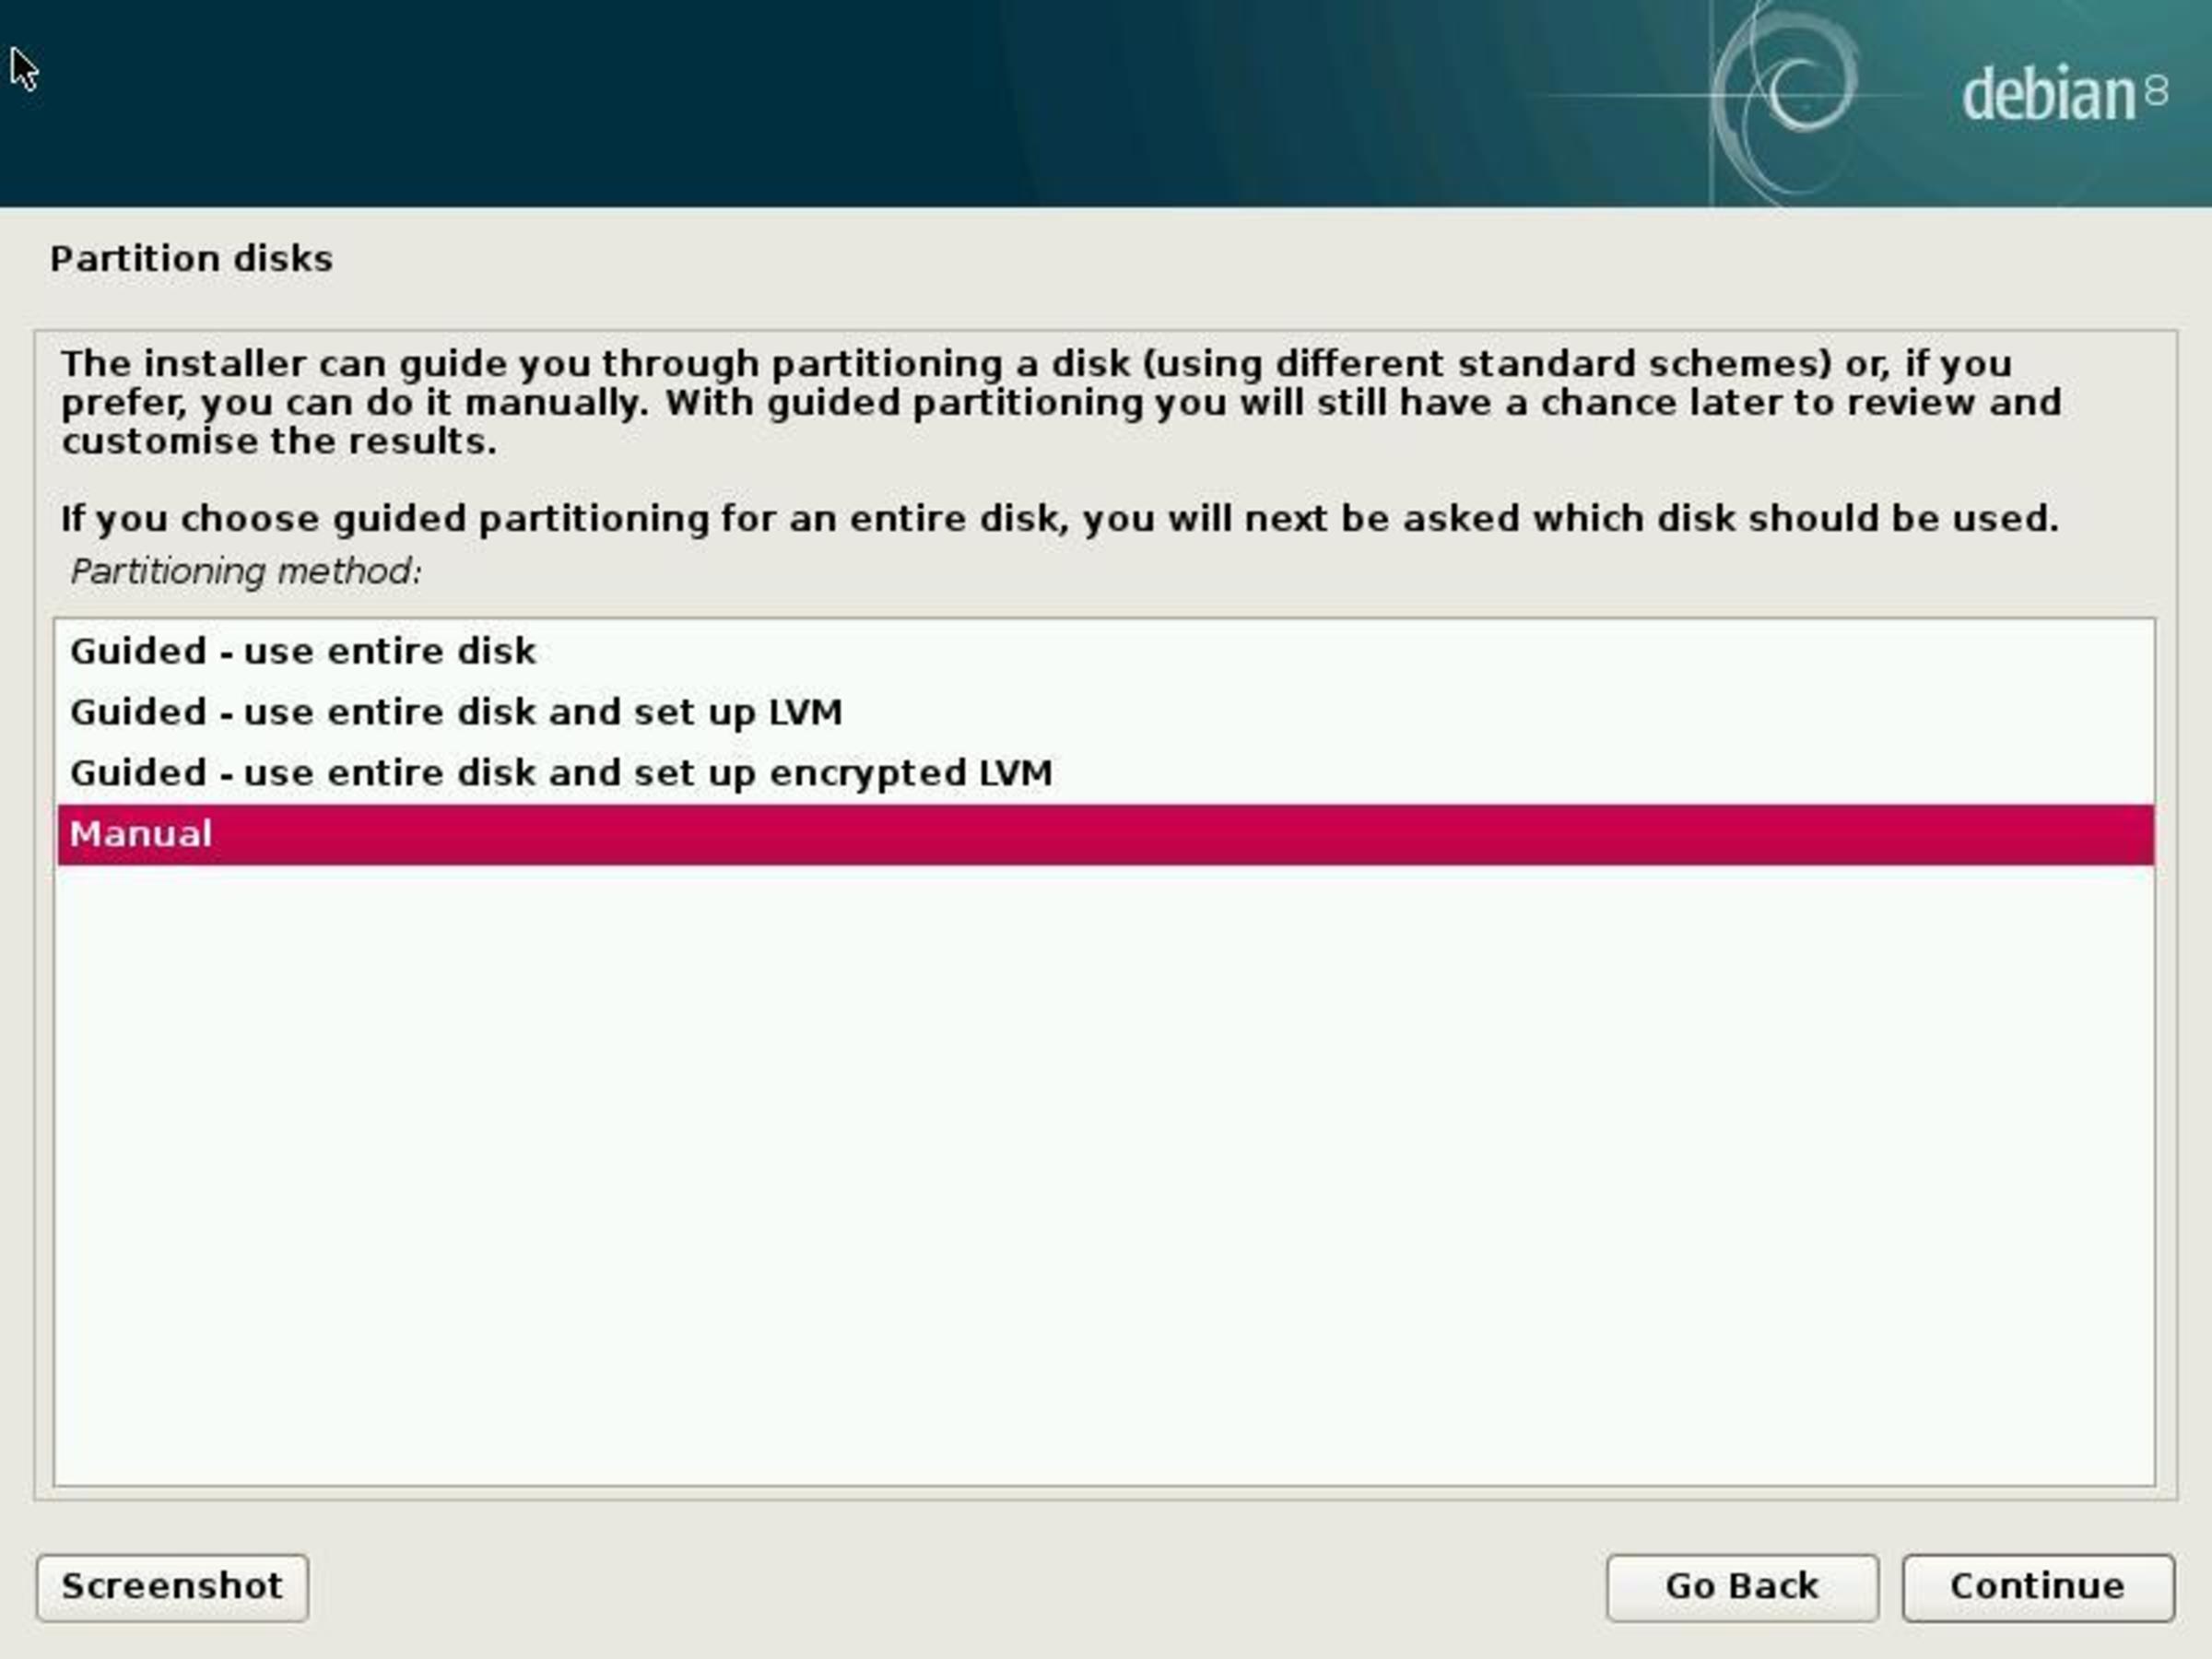 debian 8
Partition disks
The installer can guide you through partitioning a disk (using different standard schemes) or, if you
prefer, you can do it manually. With guided partitioning you will still have a chance later to review and
customise the results.
If you choose guided partitioning for an entire disk, you will next be asked which disk should be used.
Partitioning method:
Guided - use entire disk
Guided - use entire disk and set up LVM
Guided - use entire disk and set up encrypted LVM
Manual
Screenshot
Go Back
Continue